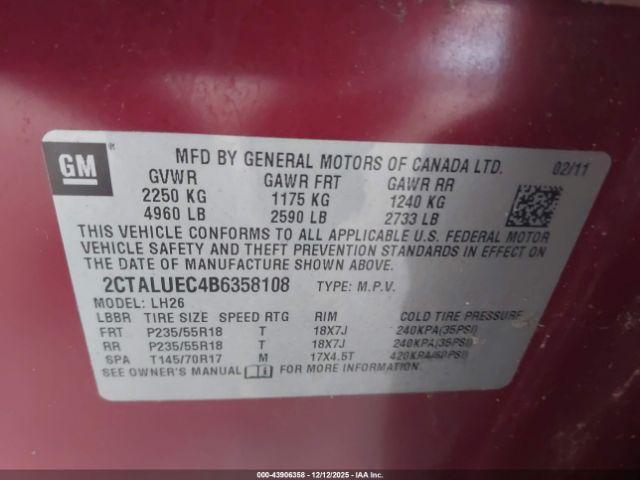 GM
MFD BY GENERAL MOTORS OF CANADA LTD. 02/11
GVWR GAWR FRT GAWR RR
2250 KG 1175 KG 1240 KG
4960 LB 2590 LB 2733 LB
THIS VEHICLE CONFORMS TO ALL APPLICABLE U.S. FEDERAL MOTOR
VEHICLE SAFETY AND THEFT PREVENTION STANDARDS IN EFFECT ON
THE DATE OF MANUFACTURE SHOWN ABOVE.
2CTALUEC4B6358108 TYPE: M.P.V.
MODEL: LH26
LBBR TIRE SIZE SPEED RTG RIM COLD TIRE PRESSURE
FRT P235/55R18 T 18X7J 240KPA(35PSI)
RR P235/55R18 T 18X7J 240KPA(35PSI)
SPA T145/70R17 M 17X4.5T 420KPA(60PSI)
SEE OWNER'S MANUAL FOR MORE INFORMATION.
000-43906358 - 12/12/2025 - IAAI.com